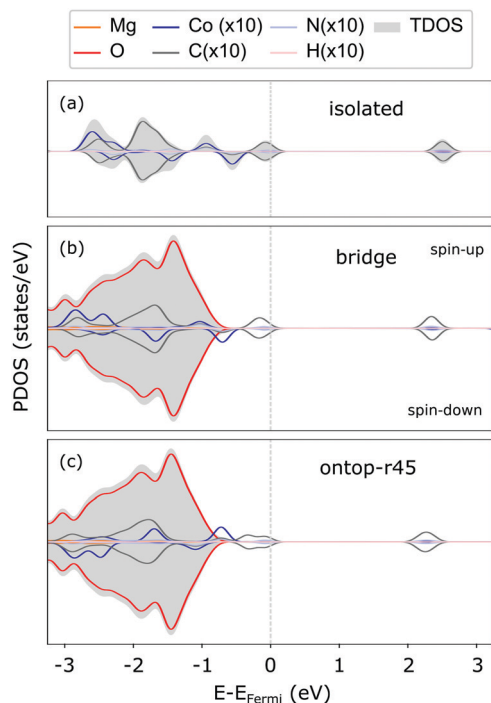 Mg Co (x10) N(x10) TDOS
O C(x10) H(x10)
(a) isolated
(b) bridge spin-up
spin-down
(c) ontop-r45
PDOS (states/eV)
-3 -2 -1 0 1 2 3
E-EFermi (eV)